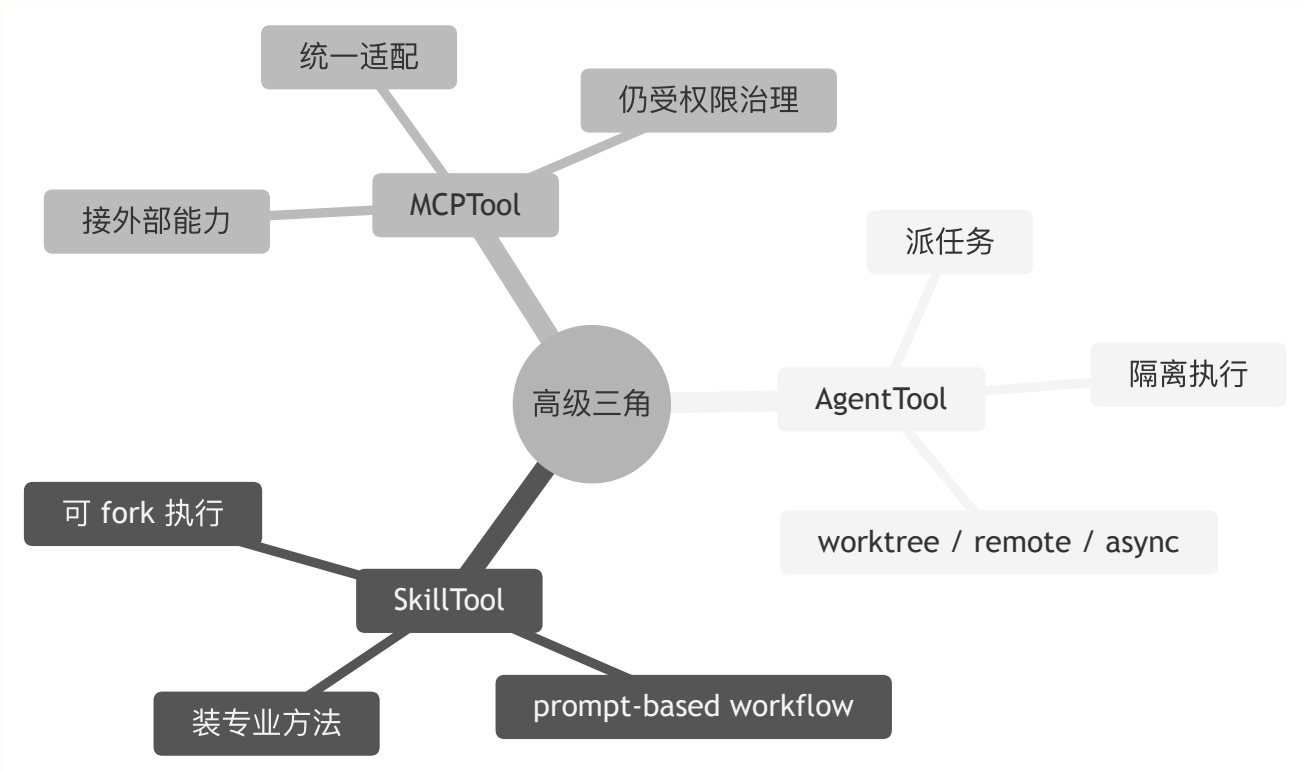 统一适配
仍受权限治理
MCPTool
接外部能力
派任务
隔离执行
高级三角
AgentTool
可 fork 执行
worktree / remote / async
SkillTool
prompt-based workflow
装专业方法